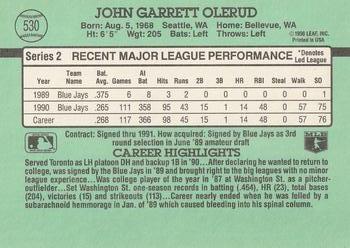 530
JOHN GARRETT OLERUD
Born: Aug. 5, 1968 Seattle, WA Home: Bellevue, WA
Ht: 6'5" Wgt: 205 Bats: Left Throws: Left
© 1990 LEAF, INC.
Printed in USA
Series 2 RECENT MAJOR LEAGUE PERFORMANCE *Denotes Led League
Team Name Bat. Avg. G AB Runs 2B 3B HR RBI SB Walk SO
1989 Blue Jays .375 6 8 2 0 0 0 0 0 0 1
1990 Blue Jays .265 111 358 43 15 1 14 48 0 57 75
Career .268 117 366 45 15 1 14 48 0 57 76
Contract: Signed thru 1991. How acquired: Signed by Blue Jays as 3rd
round selection in June '89 amateur draft
CAREER HIGHLIGHTS
MLB
Served Toronto as LH platoon DH and backup 1B in '90... After declaring he wanted to return to
college, was signed by the Blue Jays in '89 and brought right to the big leagues with no minor
league experience... Was college player of the year in '87 at Washington St. as a pitcher-
outfielder... Set Washington St. one-season records in batting (.464), HR (23), total bases
(204), victories (15) and strikeouts (113)... Career nearly ended when he was felled by a
subarachnoid hemorrhage in Jan. of '89 which caused bleeding into his spinal column.